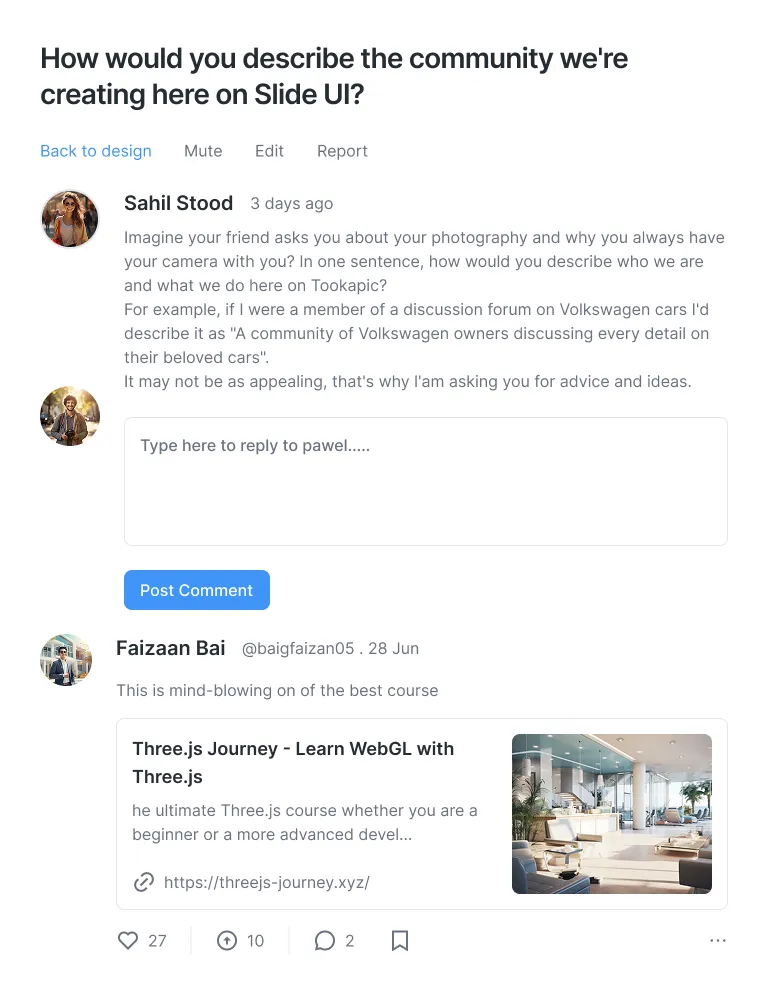 How would you describe the community we're
creating here on Slide UI?
Back to design Mute Edit Report
Sahil Stood 3 days ago
Imagine your friend asks you about your photography and why you always have
your camera with you? In one sentence, how would you describe who we are
and what we do here on Tookapic?
For example, if I were a member of a discussion forum on Volkswagen cars I'd
describe it as "A community of Volkswagen owners discussing every detail on
their beloved cars".
It may not be as appealing, that's why I'am asking you for advice and ideas.
Type here to reply to pawel.....
Post Comment
Faizaan Bai @baigfaizan05 . 28 Jun
This is mind-blowing on of the best course
Three.js Journey - Learn WebGL with
Three.js
he ultimate Three.js course whether you are a
beginner or a more advanced devel...
https://threejs-journey.xyz/
27 10 2